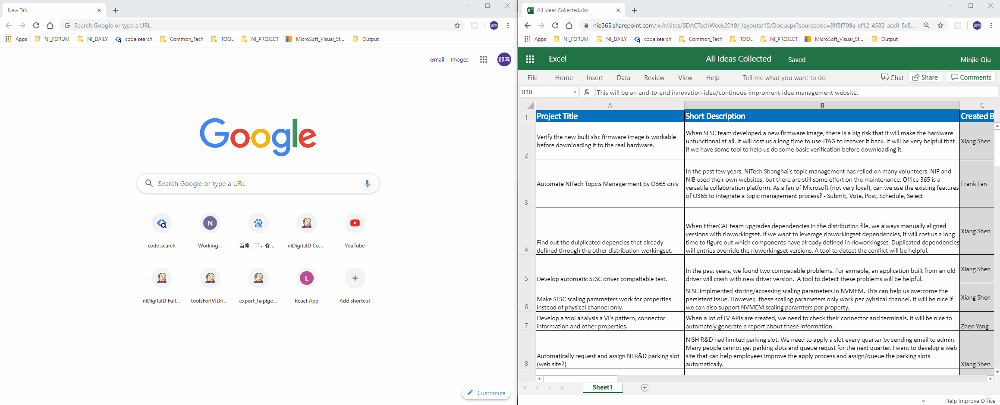 New Tab
Search Google or type a URL
Apps NI_FORUM NI_DAILY code search Common_Tech TOOL NI_PROJECT MicroSoft_Visual_St... Output
Gmail Images 邱鸣
Google
Search Google or type a URL
code search N Working... 百度一下，你... niDigitalD Co... YouTube
niDigitalD Full... toolsForIVIDri... export_hapige... L React App Add shortcut
Customize
All Ideas Collected.xlsx
nio365.sharepoint.com/:x:/r/sites/SDACTechWeek2019/_layouts/15/Doc.aspx?sourcedoc={9f8f709a-ef12-4582-acc0-8c8...
Apps NI_FORUM NI_DAILY code search Common_Tech TOOL NI_PROJECT MicroSoft_Visual_St... Output
Excel All Ideas Collected - Saved Minjie Qiu
File Home Insert Data Review View Help Tell me what you want to do Chat Share Comments
B18 fx This will be an end-to-end innovation-idea/continous-improment-idea management website.
A B C
1 Project Title Short Description Created B
2 Verify the new built slsc firmware image is workable
before downloading it to the real hardware.
When SLSC team developed a new firmware image, there is a big risk that it will make the hardware
unfunctional at all. It will cost us a long time to use JTAG to recover it back. It will be very helpful that
if we have some tool to help us do some basic verification before downloading it.
Xiang Shen
3 Automate NITech Topcis Managerment by O365 only
In the past few years, NITech Shanghai's topic management has relied on many volunteers. NIP and
NIB used their own websites, but there are still some effort on the maintenance. Office 365 is a
versatile collaboration platform. As a fan of Microsoft (not very loyal), can we use the existing features
of O365 to integrate a topic management process? - Submit, Vote, Post, Schedule, Select
Frank Fan
4 Find out the dulplicated depencies that already
defined through the other distribution workingset.
When EtherCAT team upgrades dependencies in the distribution file, we always manually aligned
versions with rioworkingset. If we want to leverage rioworkingset dependencies, it will cost us a long
time to figure out which components have already defined in rioworkingset. Duplicated dependencies
will entries override the rioworkingset versions. A tool to detect the conflict will be helpful.
Xiang Shen
5 Develop automatic SLSC driver compatiable test.
In the past years, we found two compatiable problems. For exmaple, an application built from an old
driver will crash with new driver version. A tool to detect these problems will be helpful.
Xiang Shen
6 Make SLSC scaling parameters work for properties
instead of physical channel only.
SLSC implmented storing/accessing scaling parameters in NVMEM. This can help us overcome the
persistent issue. However, these scaling parameters only work per pyhsical channel. It will be nice if
we can also support NVMEM scaling paramters per property.
Xiang Shen
7 Develop a tool analysis a VI's pattern, connector
information and other properties.
When a lot of LV APIs are created, we need to check their connector and terminals. It will be nice to
automately generate a report about these information.
Zhen Yang
8 Automatically request and assign NI R&D parking slot
(web site?)
NISH R&D had limited parking slot. We need to apply a slot every quarter by sending email to admin.
Many people cannot get parking slots and queue requst for the next quarter. I want to develop a web
site that can help employees improve the apply process and assign/queue the parking slots
automatically.
Xiang Shen
Sheet1
Help Improve Office